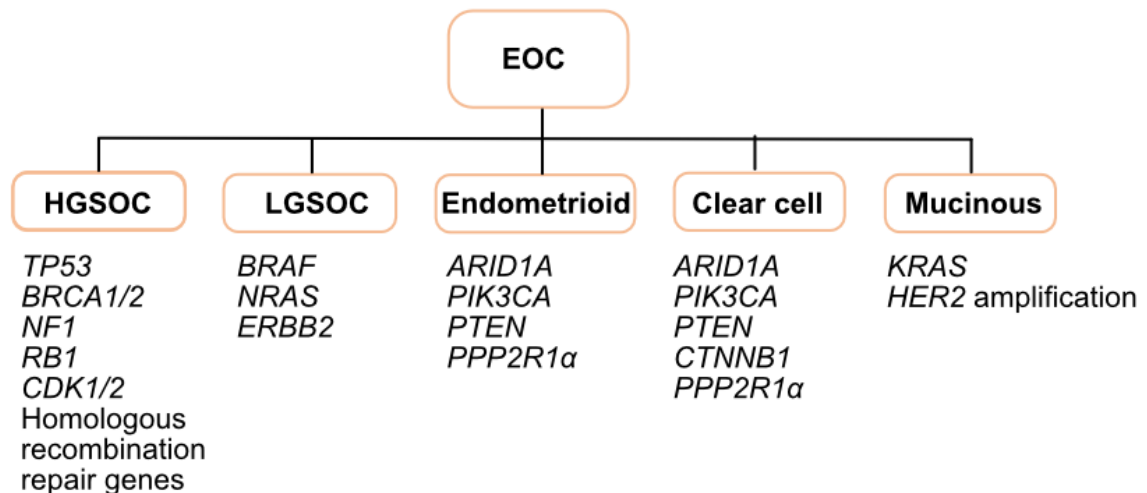 EOC
HGSOC
LGSOC
Endometrioid
Clear cell
Mucinous
TP53
BRCA1/2
NF1
RB1
CDK1/2
Homologous
recombination
repair genes
BRAF
NRAS
ERBB2
ARID1A
PIK3CA
PTEN
PPP2R1α
ARID1A
PIK3CA
PTEN
CTNNB1
PPP2R1α
KRAS
HER2 amplification